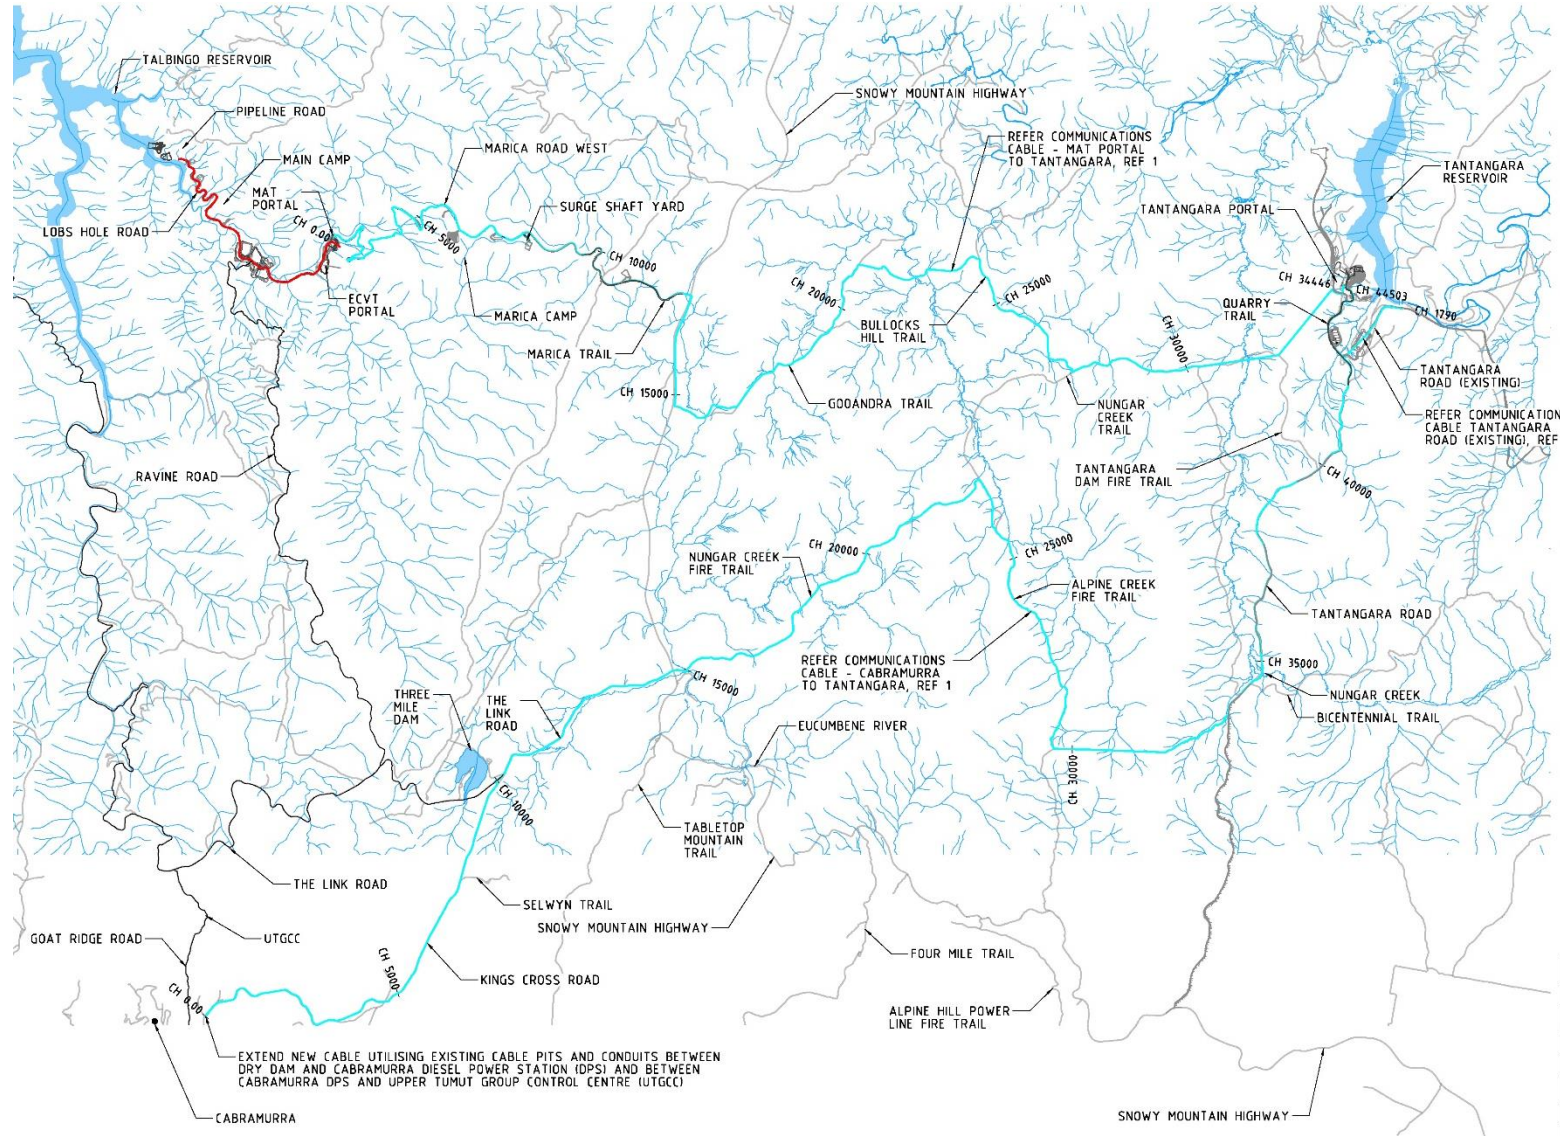 TALBINGO RESERVOIR
PIPELINE ROAD
MAIN CAMP
MAT
PORTAL
LOBS HOLE ROAD
CH 0.00
MARICA ROAD WEST
CH 5000
SURGE SHAFT YARD
CH 10000
ECVT
PORTAL
MARICA CAMP
MARICA TRAIL
SNOWY MOUNTAIN HIGHWAY
REFER COMMUNICATIONS
CABLE - MAT PORTAL
TO TANTANGARA, REF 1
TANTANGARA
RESERVOIR
TANTANGARA PORTAL
CH 34446
CH 44503
CH 1790
QUARRY
TRAIL
CH 20000
CH 25000
BULLOCKS
HILL TRAIL
CH 30000
CH 15000
GOOANDRA TRAIL
NUNGAR
CREEK
TRAIL
TANTANGARA
ROAD (EXISTING)
REFER COMMUNICATION
CABLE TANTANGARA
ROAD (EXISTING), REF
RAVINE ROAD
TANTANGARA
DAM FIRE TRAIL
CH 40000
NUNGAR CREEK
FIRE TRAIL
CH 20000
CH 25000
ALPINE CREEK
FIRE TRAIL
TANTANGARA ROAD
REFER COMMUNICATIONS
CABLE - CABRAMURRA
TO TANTANGARA, REF 1
CH 15000
CH 35000
NUNGAR CREEK
BICENTENNIAL TRAIL
THREE
MILE
DAM
THE
LINK
ROAD
EUCUMBENE RIVER
CH 30000
CH 10000
TABLETOP
MOUNTAIN
TRAIL
THE LINK ROAD
SELWYN TRAIL
SNOWY MOUNTAIN HIGHWAY
GOAT RIDGE ROAD
UTGCC
CH 5000
KINGS CROSS ROAD
FOUR MILE TRAIL
CH 0.00
ALPINE HILL POWER
LINE FIRE TRAIL
EXTEND NEW CABLE UTILISING EXISTING CABLE PITS AND CONDUITS BETWEEN
DRY DAM AND CABRAMURRA DIESEL POWER STATION (DPS) AND BETWEEN
CABRAMURRA DPS AND UPPER TUMUT GROUP CONTROL CENTRE (UTGCC)
CABRAMURRA
SNOWY MOUNTAIN HIGHWAY